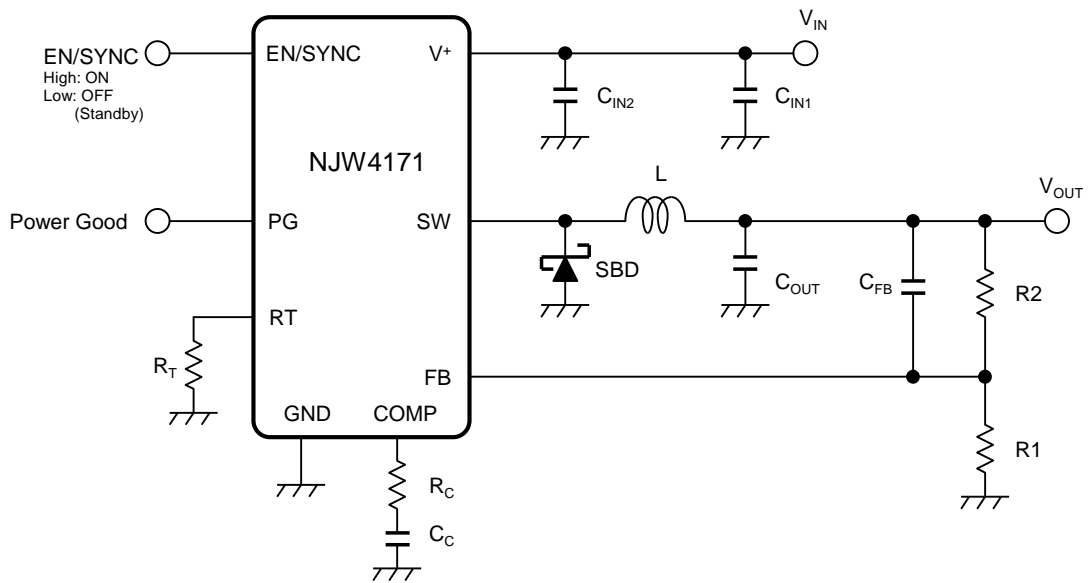 EN/SYNC
High: ON
Low: OFF
(Standby)
EN/SYNC
V+
VIN
CIN2
CIN1
NJW4171
L
VOUT
Power Good
PG
SW
SBD
COUT
CFB
R2
RT
RT
FB
GND
COMP
R1
RC
CC